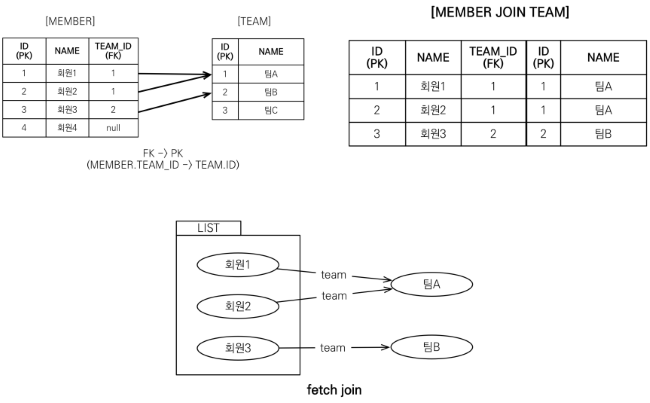 [MEMBER]
ID (PK) NAME TEAM_ID (FK)
1 회원1 1
2 회원2 1
3 회원3 2
4 회원4 null
[TEAM]
ID (PK) NAME
1 팀A
2 팀B
3 팀C
FK -> PK
(MEMBER.TEAM_ID -> TEAM.ID)
[MEMBER JOIN TEAM]
ID (PK) NAME TEAM_ID (FK) ID (PK) NAME
1 회원1 1 1 팀A
2 회원2 1 1 팀A
3 회원3 2 2 팀B
LIST
회원1 team 팀A
회원2 team
회원3 team 팀B
fetch join